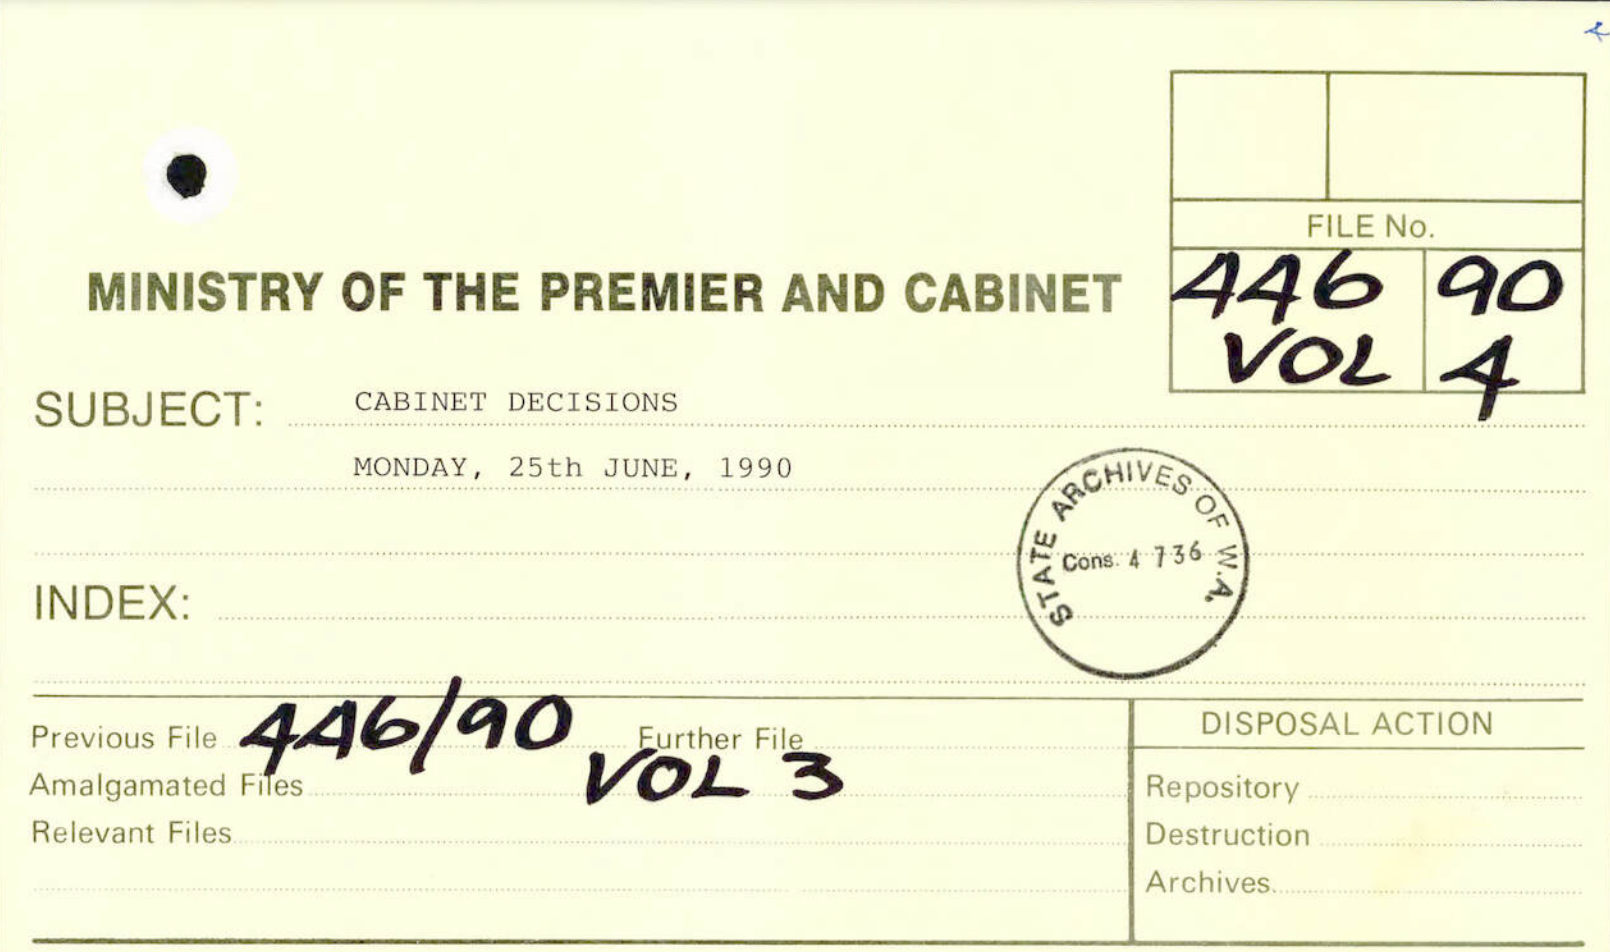 FILE No.
446 90
VOL 4
MINISTRY OF THE PREMIER AND CABINET
SUBJECT: CABINET DECISIONS
MONDAY, 25th JUNE, 1990
STATE ARCHIVES OF W.A.
Cons. 4736
INDEX:
Previous File 446/90 Further File
VOL 3
Amalgamated Files
Relevant Files
DISPOSAL ACTION
Repository
Destruction
Archives